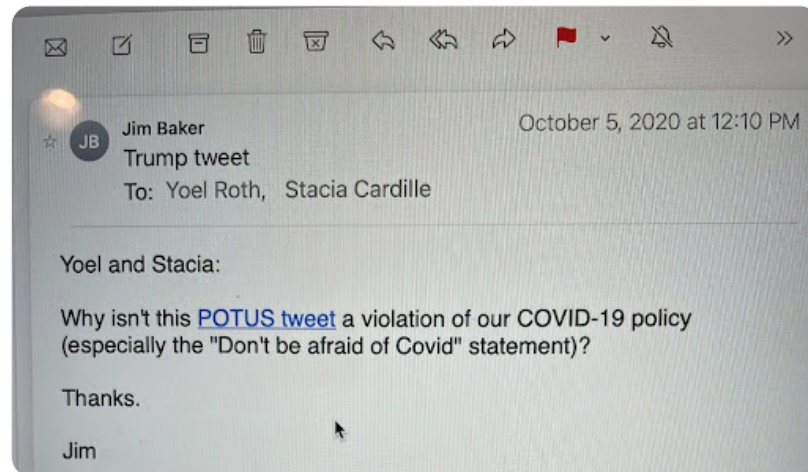 JB
Jim Baker
October 5, 2020 at 12:10 PM
Trump tweet
To: Yoel Roth, Stacia Cardille
Yoel and Stacia:
Why isn't this POTUS tweet a violation of our COVID-19 policy
(especially the "Don't be afraid of Covid" statement)?
Thanks.
Jim